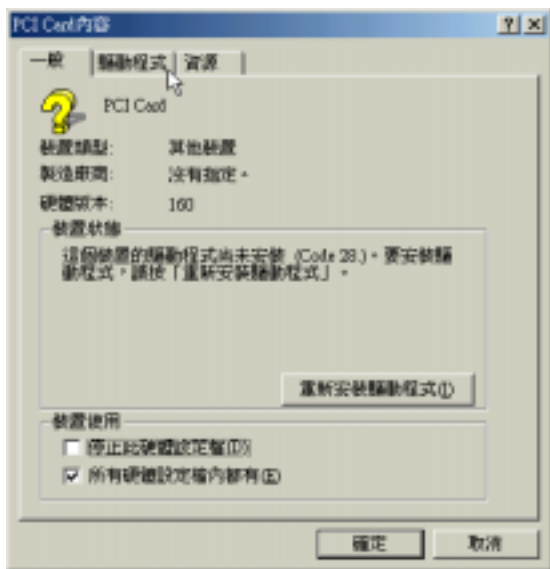 PCI Card內容
一般 驅動程式 資源
PCI Card
裝置類型: 其他裝置
製造廠商: 沒有指定。
硬體版本: 160
裝置狀態
這個裝置的驅動程式尚未安裝 (Code 28.)。要安裝驅
動程式，請按「重新安裝驅動程式」。
重新安裝驅動程式(I)
裝置使用
停止此硬體設定檔(D)
所有硬體設定檔內都有(E)
確定 取消